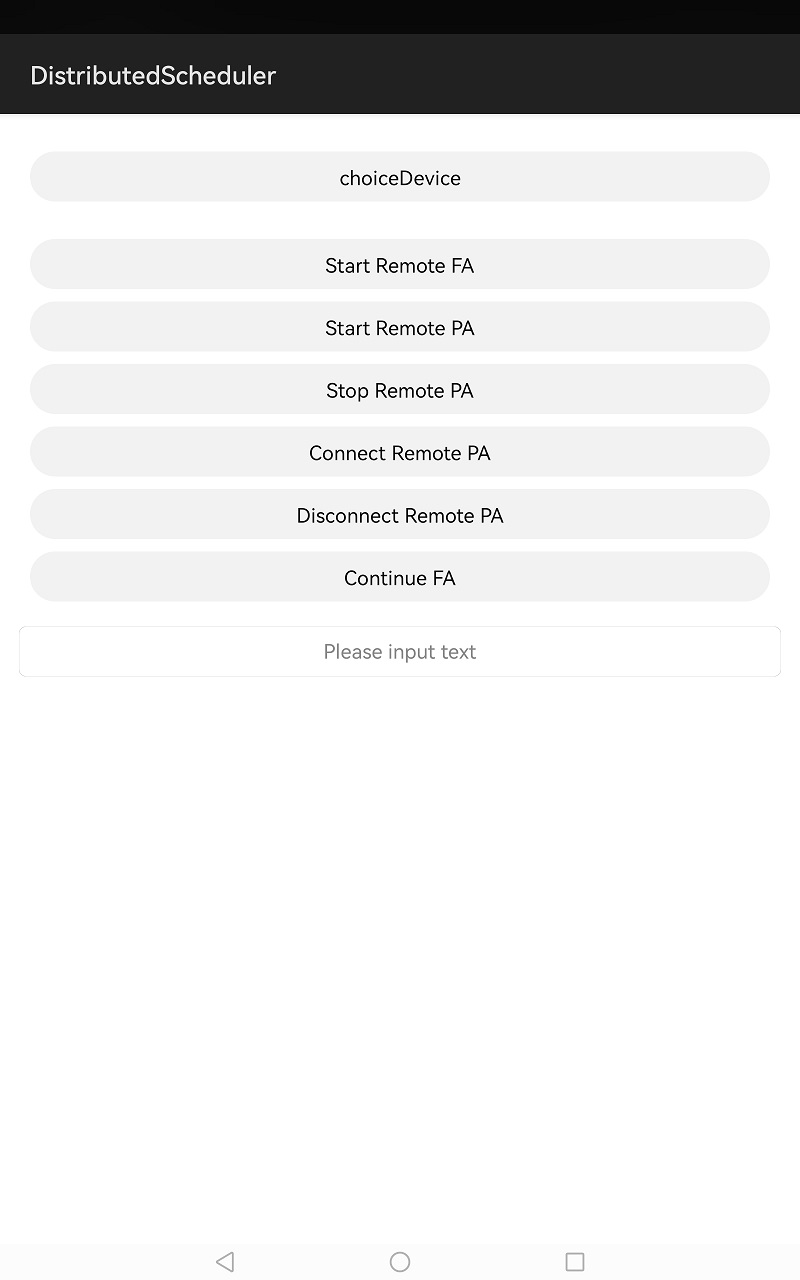 DistributedScheduler
choiceDevice
Start Remote FA
Start Remote PA
Stop Remote PA
Connect Remote PA
Disconnect Remote PA
Continue FA
Please input text